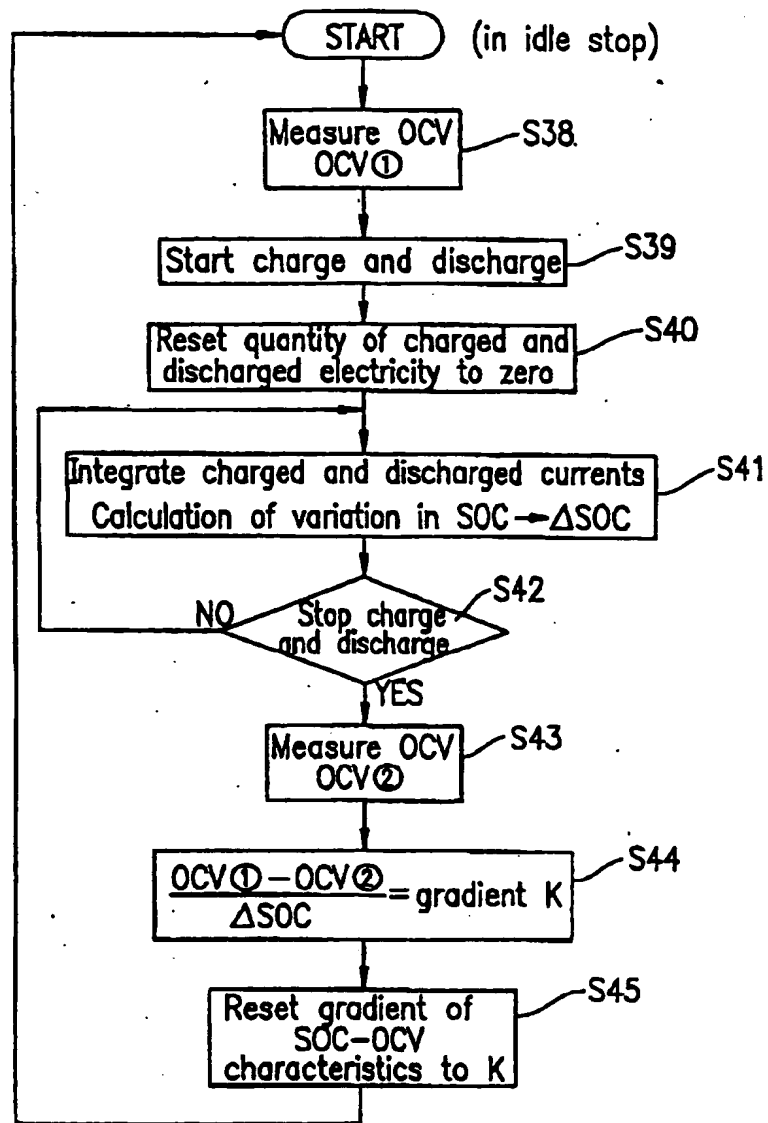 START (in idle stop)
Measure OCV
OCV①
S38
Start charge and discharge
S39
Reset quantity of charged and
discharged electricity to zero
S40
Integrate charged and discharged currents
Calculation of variation in SOC→ΔSOC
S41
Stop charge
and discharge
S42
NO
YES
Measure OCV
OCV②
S43
OCV①-OCV②
ΔSOC
=gradient K
S44
Reset gradient of
SOC-OCV
characteristics to K
S45